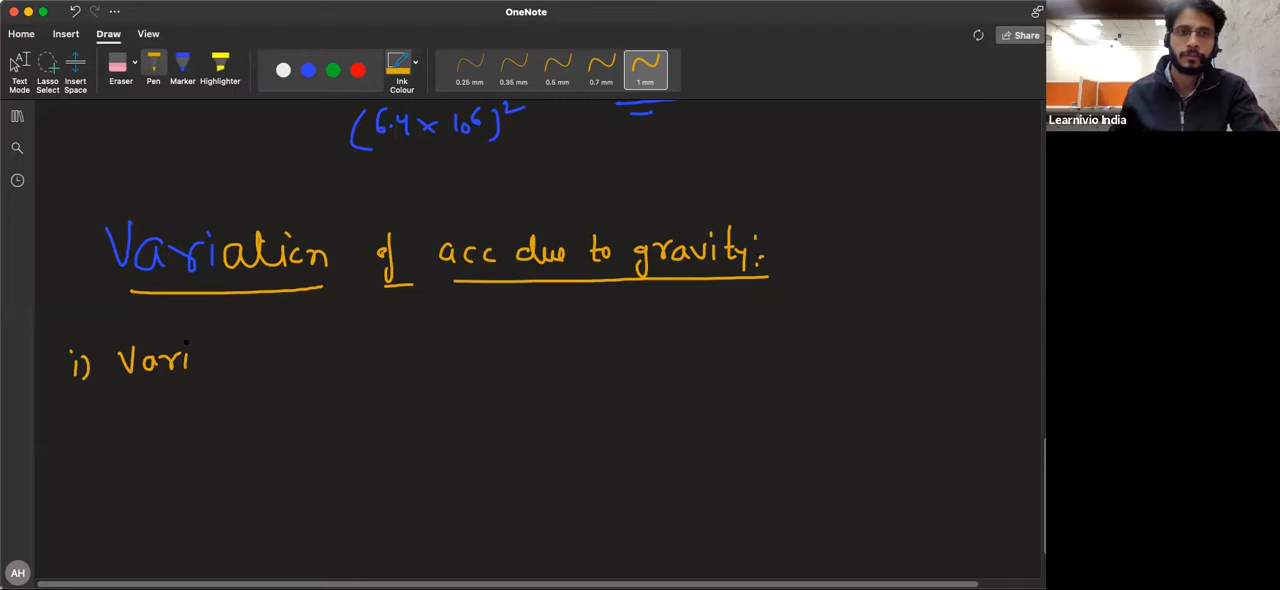 OneNote
Home Insert Draw View
Share
Text Mode
Lasso Select
Insert Space
Eraser
Pen
Marker
Highlighter
Ink Colour
0.25 mm
0.35 mm
0.5 mm
0.7 mm
1 mm
Learnivio India
(6.4 × 10⁶)²
Variation of acc due to gravity:
i) Vari
AH